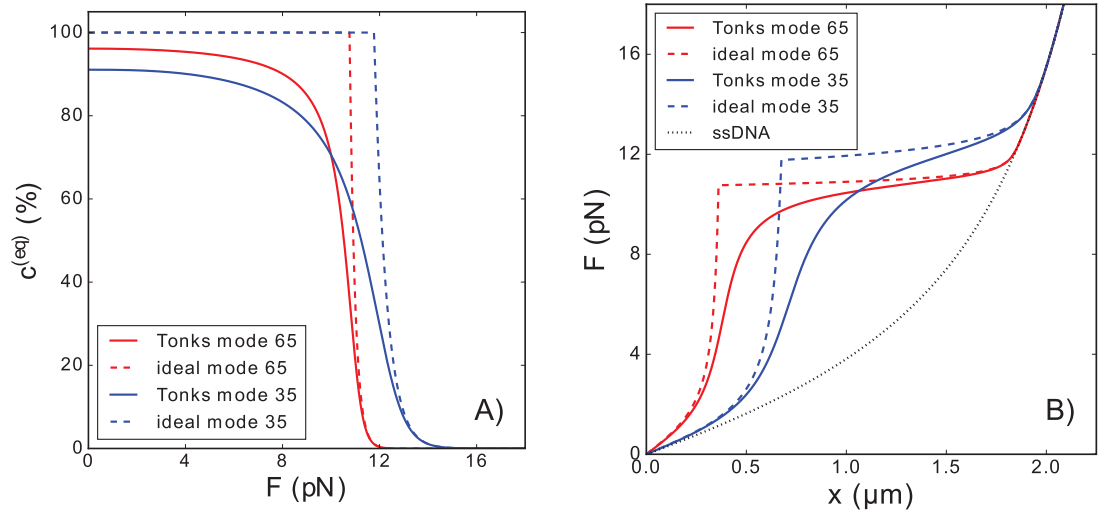 100
80
60
40
20
0
c(eq) (%)
Tonks mode 65
ideal mode 65
Tonks mode 35
ideal mode 35
A)
0
4
8
12
16
F (pN)
16
12
8
4
0
F (pN)
Tonks mode 65
ideal mode 65
Tonks mode 35
ideal mode 35
ssDNA
B)
0.0
0.5
1.0
1.5
2.0
x (μm)